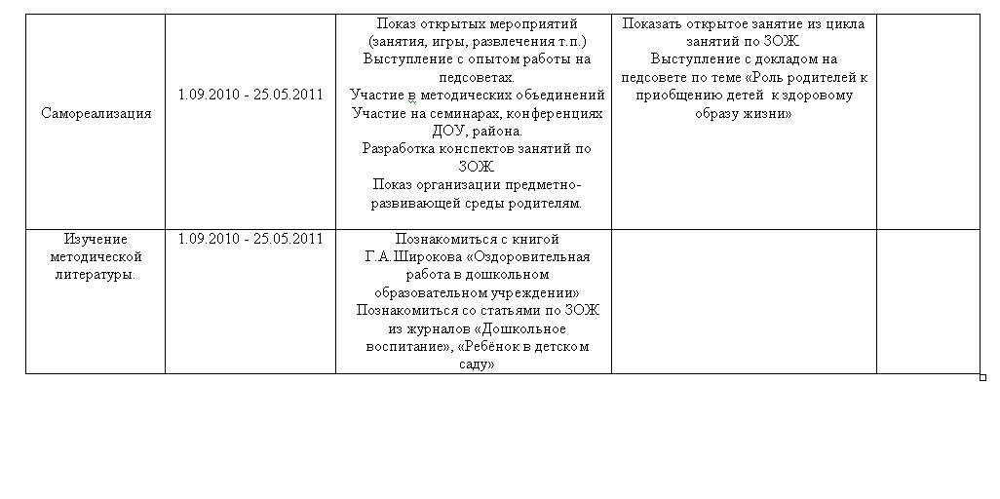 Самореализация
1.09.2010 - 25.05.2011
Показ открытых мероприятий
(занятия, игры, развлечения т.п.)
Выступление с опытом работы на
педсоветах.
Участие в методических объединений
Участие на семинарах, конференциях
ДОУ, района.
Разработка конспектов занятий по
ЗОЖ.
Показ организации предметно-
развивающей среды родителям.
Показать открытое занятие из цикла
занятий по ЗОЖ.
Выступление с докладом на
педсовете по теме «Роль родителей к
приобщению детей к здоровому
образу жизни»
Изучение
методической
литературы.
1.09.2010 - 25.05.2011
Познакомиться с книгой
Г.А.Широкова «Оздоровительная
работа в дошкольном
образовательном учреждении»
Познакомиться со статьями по ЗОЖ
из журналов «Дошкольное
воспитание», «Ребёнок в детском
саду»